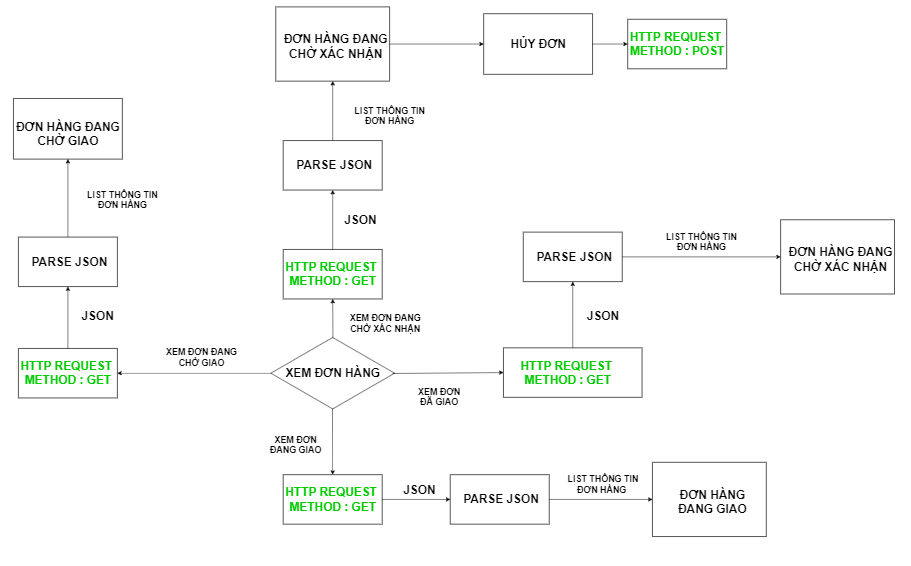 ĐƠN HÀNG ĐANG
CHỜ XÁC NHẬN
HỦY ĐƠN
HTTP REQUEST
METHOD : POST
LIST THÔNG TIN
ĐƠN HÀNG
ĐƠN HÀNG ĐANG
CHỜ GIAO
PARSE JSON
LIST THÔNG TIN
ĐƠN HÀNG
JSON
PARSE JSON
HTTP REQUEST
METHOD : GET
LIST THÔNG TIN
ĐƠN HÀNG
PARSE JSON
ĐƠN HÀNG ĐANG
CHỜ XÁC NHẬN
JSON
JSON
XEM ĐƠN ĐANG
CHỜ XÁC NHẬN
XEM ĐƠN ĐANG
CHỜ GIAO
HTTP REQUEST
METHOD : GET
XEM ĐƠN HÀNG
HTTP REQUEST
METHOD : GET
XEM ĐƠN
ĐÃ GIAO
XEM ĐƠN
ĐANG GIAO
HTTP REQUEST
METHOD : GET
JSON
PARSE JSON
LIST THÔNG TIN
ĐƠN HÀNG
ĐƠN HÀNG
ĐANG GIAO